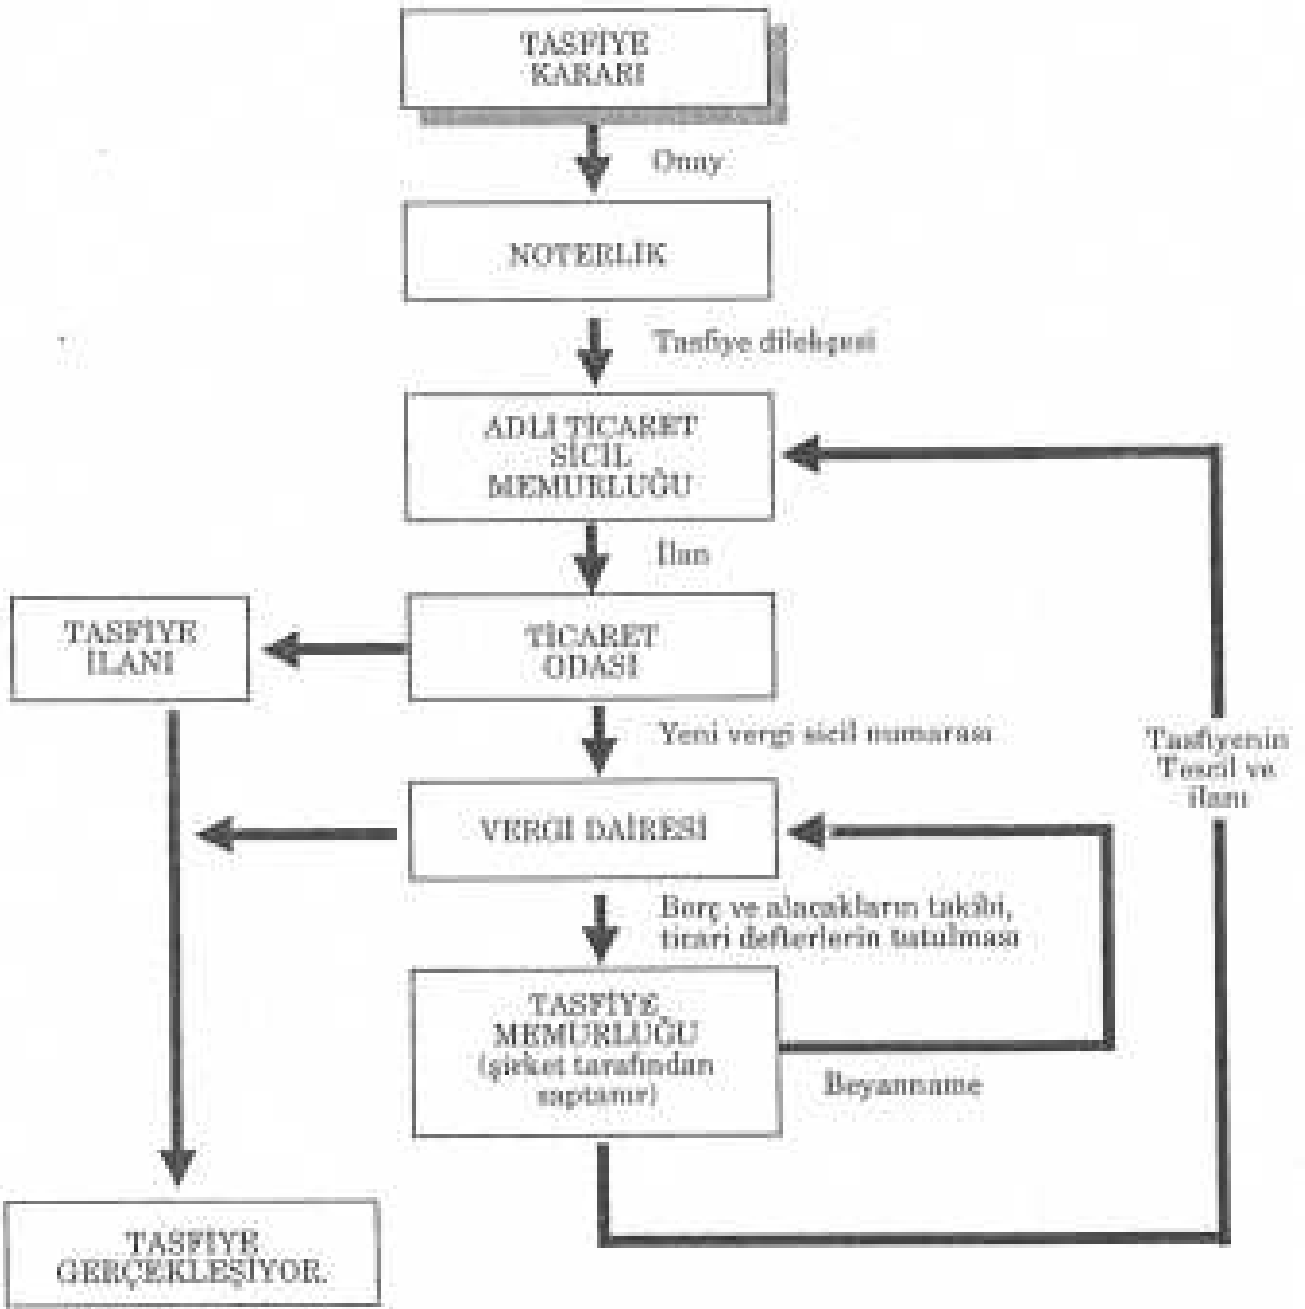 TASFİYE
KARARI
Onay
NOTERLİK
Tasfiye dilekçesi
ADLİ TİCARET
SİCİL
MEMURLUĞU
İlan
TİCARET
ODASI
TASFİYE
İLANI
Yeni vergi sicil numarası
VERGİ DAİRESİ
Tasfiyenin
Tescil ve
ilanı
Borç ve alacakların takibi,
ticari defterlerin tutulması
TASFİYE
MEMURLUĞU
(şirket tarafından
saptanır)
Beyanname
TASFİYE
GERÇEKLEŞİYOR.